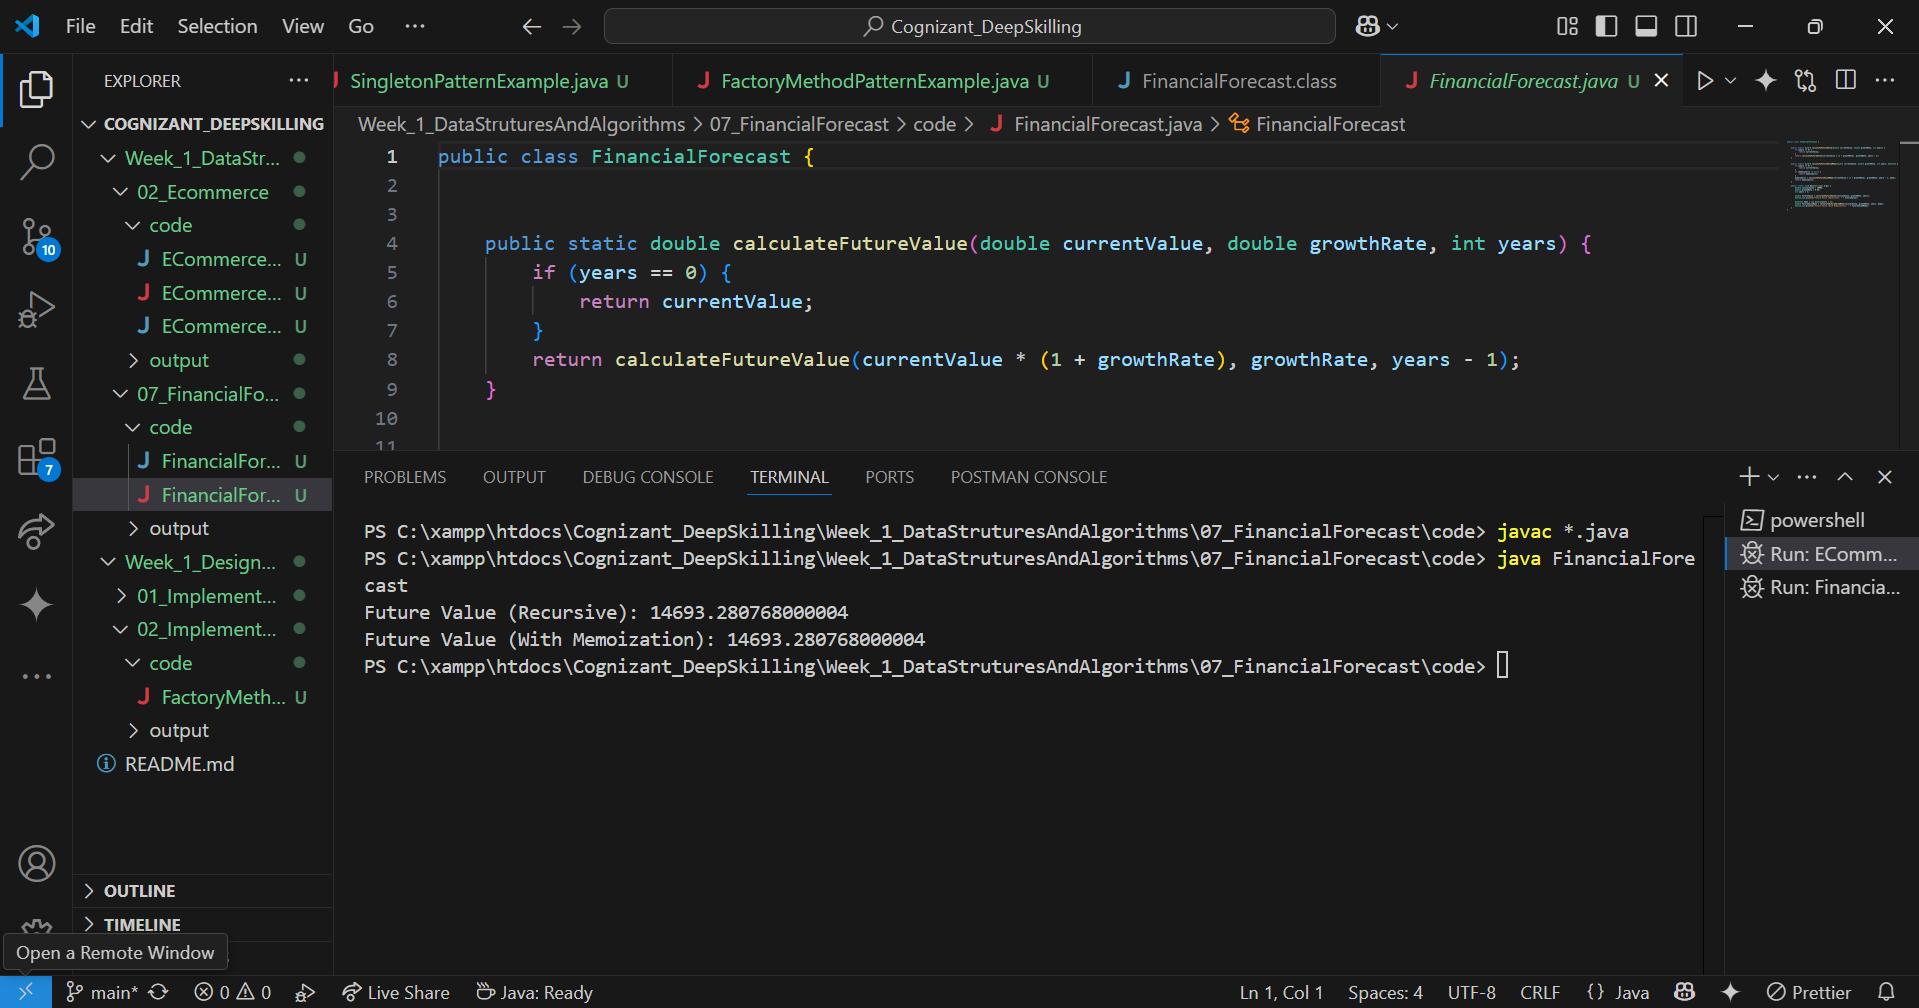 File Edit Selection View Go ···
Cognizant_DeepSkilling
EXPLORER
SingletonPatternExample.java U
FactoryMethodPatternExample.java U
FinancialForecast.class
FinancialForecast.java U
Week_1_DataStruturesAndAlgorithms > 07_FinancialForecast > code > FinancialForecast.java > FinancialForecast
COGNIZANT_DEEPSKILLING
Week_1_DataStr...
02_Ecommerce
code
ECommerce... U
ECommerce... U
ECommerce... U
output
07_FinancialFo...
code
FinancialFor... U
FinancialFor... U
output
Week_1_Design...
01_Implement...
02_Implement...
code
FactoryMeth... U
output
README.md
OUTLINE
TIMELINE
Open a Remote Window
10
7
1 public class FinancialForecast {
2
3
4 public static double calculateFutureValue(double currentValue, double growthRate, int years) {
5 if (years == 0) {
6 return currentValue;
7 }
8 return calculateFutureValue(currentValue * (1 + growthRate), growthRate, years - 1);
9 }
10
11
PROBLEMS OUTPUT DEBUG CONSOLE TERMINAL PORTS POSTMAN CONSOLE
PS C:\xampp\htdocs\Cognizant_DeepSkilling\Week_1_DataStruturesAndAlgorithms\07_FinancialForecast\code> javac *.java
PS C:\xampp\htdocs\Cognizant_DeepSkilling\Week_1_DataStruturesAndAlgorithms\07_FinancialForecast\code> java FinancialFore
cast
Future Value (Recursive): 14693.280768000004
Future Value (With Memoization): 14693.280768000004
PS C:\xampp\htdocs\Cognizant_DeepSkilling\Week_1_DataStruturesAndAlgorithms\07_FinancialForecast\code>
powershell
Run: EComm...
Run: Financia...
main* 0 0 Live Share Java: Ready
Ln 1, Col 1 Spaces: 4 UTF-8 CRLF {} Java Prettier